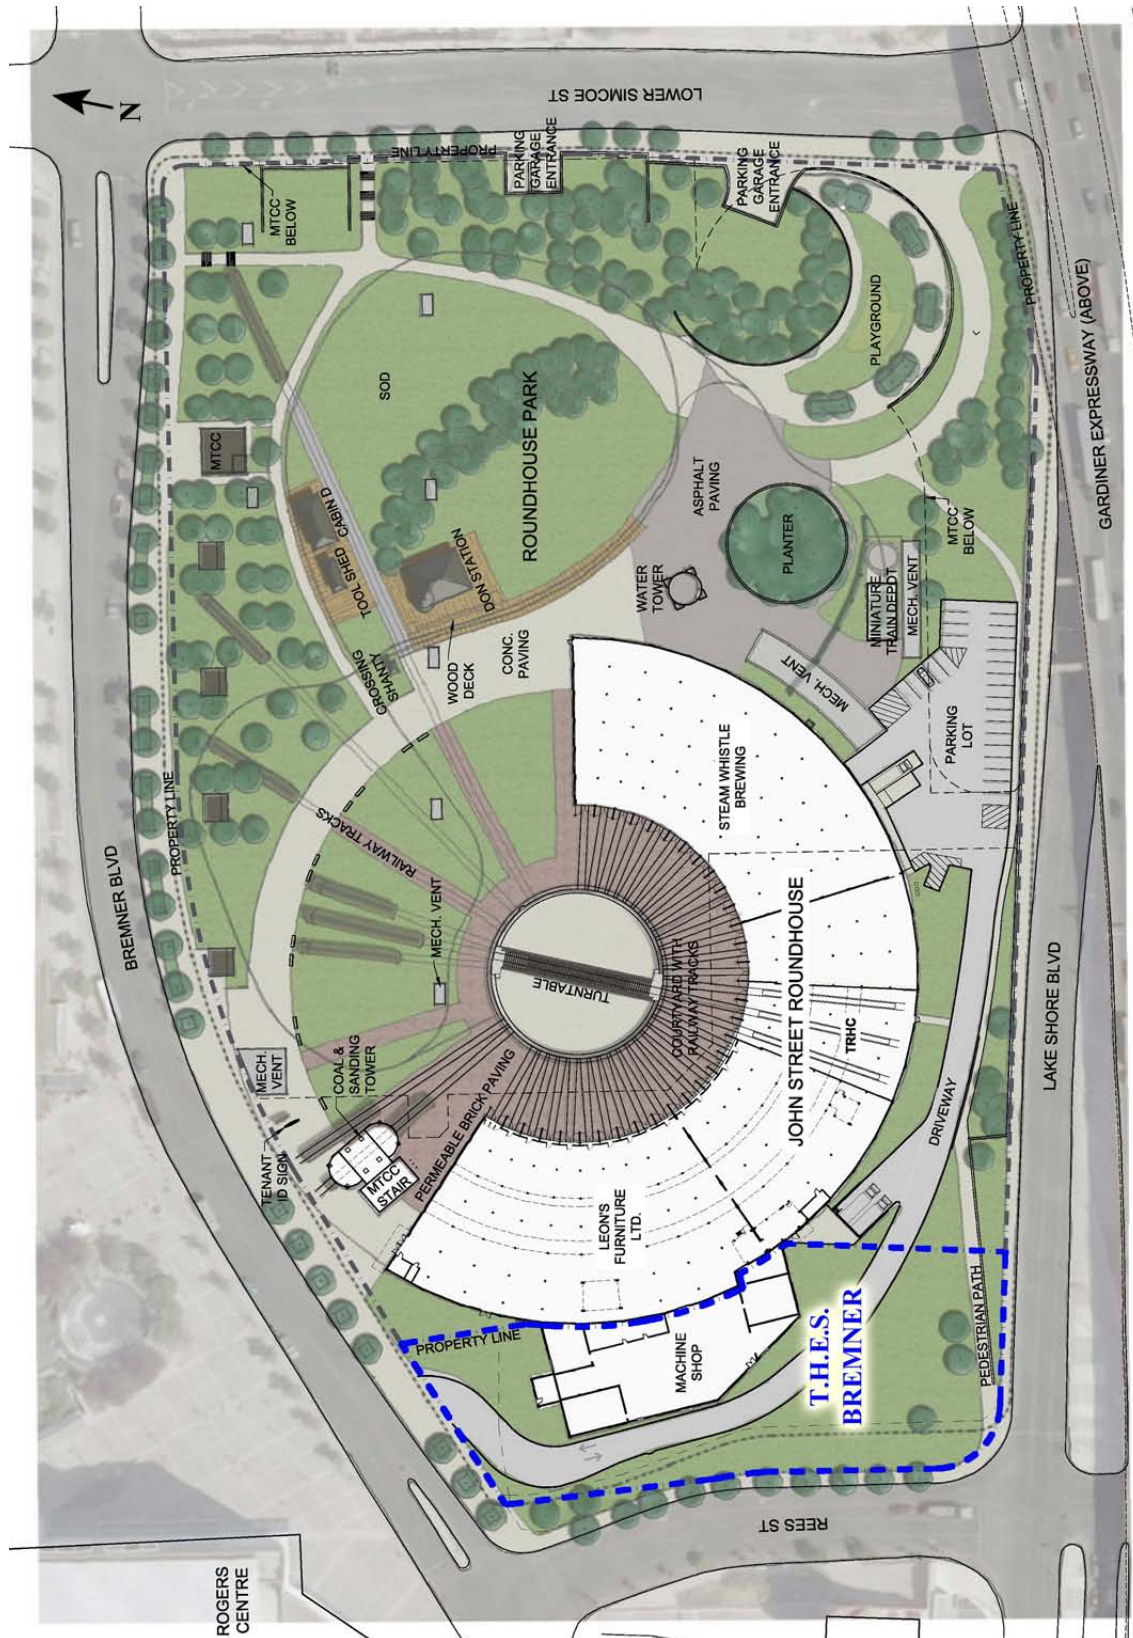 LOWER SIMCOE ST
N
PROPERTY LINE
PARKING
GARAGE
ENTRANCE
PARKING
GARAGE
ENTRANCE
MTCC
BELOW
PROPERTY LINE
GARDINER EXPRESSWAY (ABOVE)
PLAYGROUND
SOD
ROUNDHOUSE PARK
MTCC
CABIN D
TOOL SHED
DON STATION
ASPHALT
PAVING
PLANTER
MTCC
BELOW
WATER
TOWER
MINIATURE
TRAIN DEPOT
MECH. VENT
CROSSING
SHANTY
WOOD
DECK
CONC.
PAVING
MECH. VENT
PARKING
LOT
STEAM WHISTLE
BREWING
PROPERTY LINE
RAILWAY TRACKS
BREMNER BLVD
MECH. VENT
TURNTABLE
COURTYARD WITH
RAILWAY TRACKS
JOHN STREET ROUNDHOUSE
TRHC
LAKE SHORE BLVD
DRIVEWAY
MECH.
VENT
COAL &
SANDING
TOWER
TENANT
ID SIGN
MTCC
STAIR
PERMEABLE BRICK PAVING
LEON'S
FURNITURE
LTD.
PROPERTY LINE
MACHINE
SHOP
T.H.E.S.
BREMNER
PEDESTRIAN PATH
REES ST
ROGERS
CENTRE